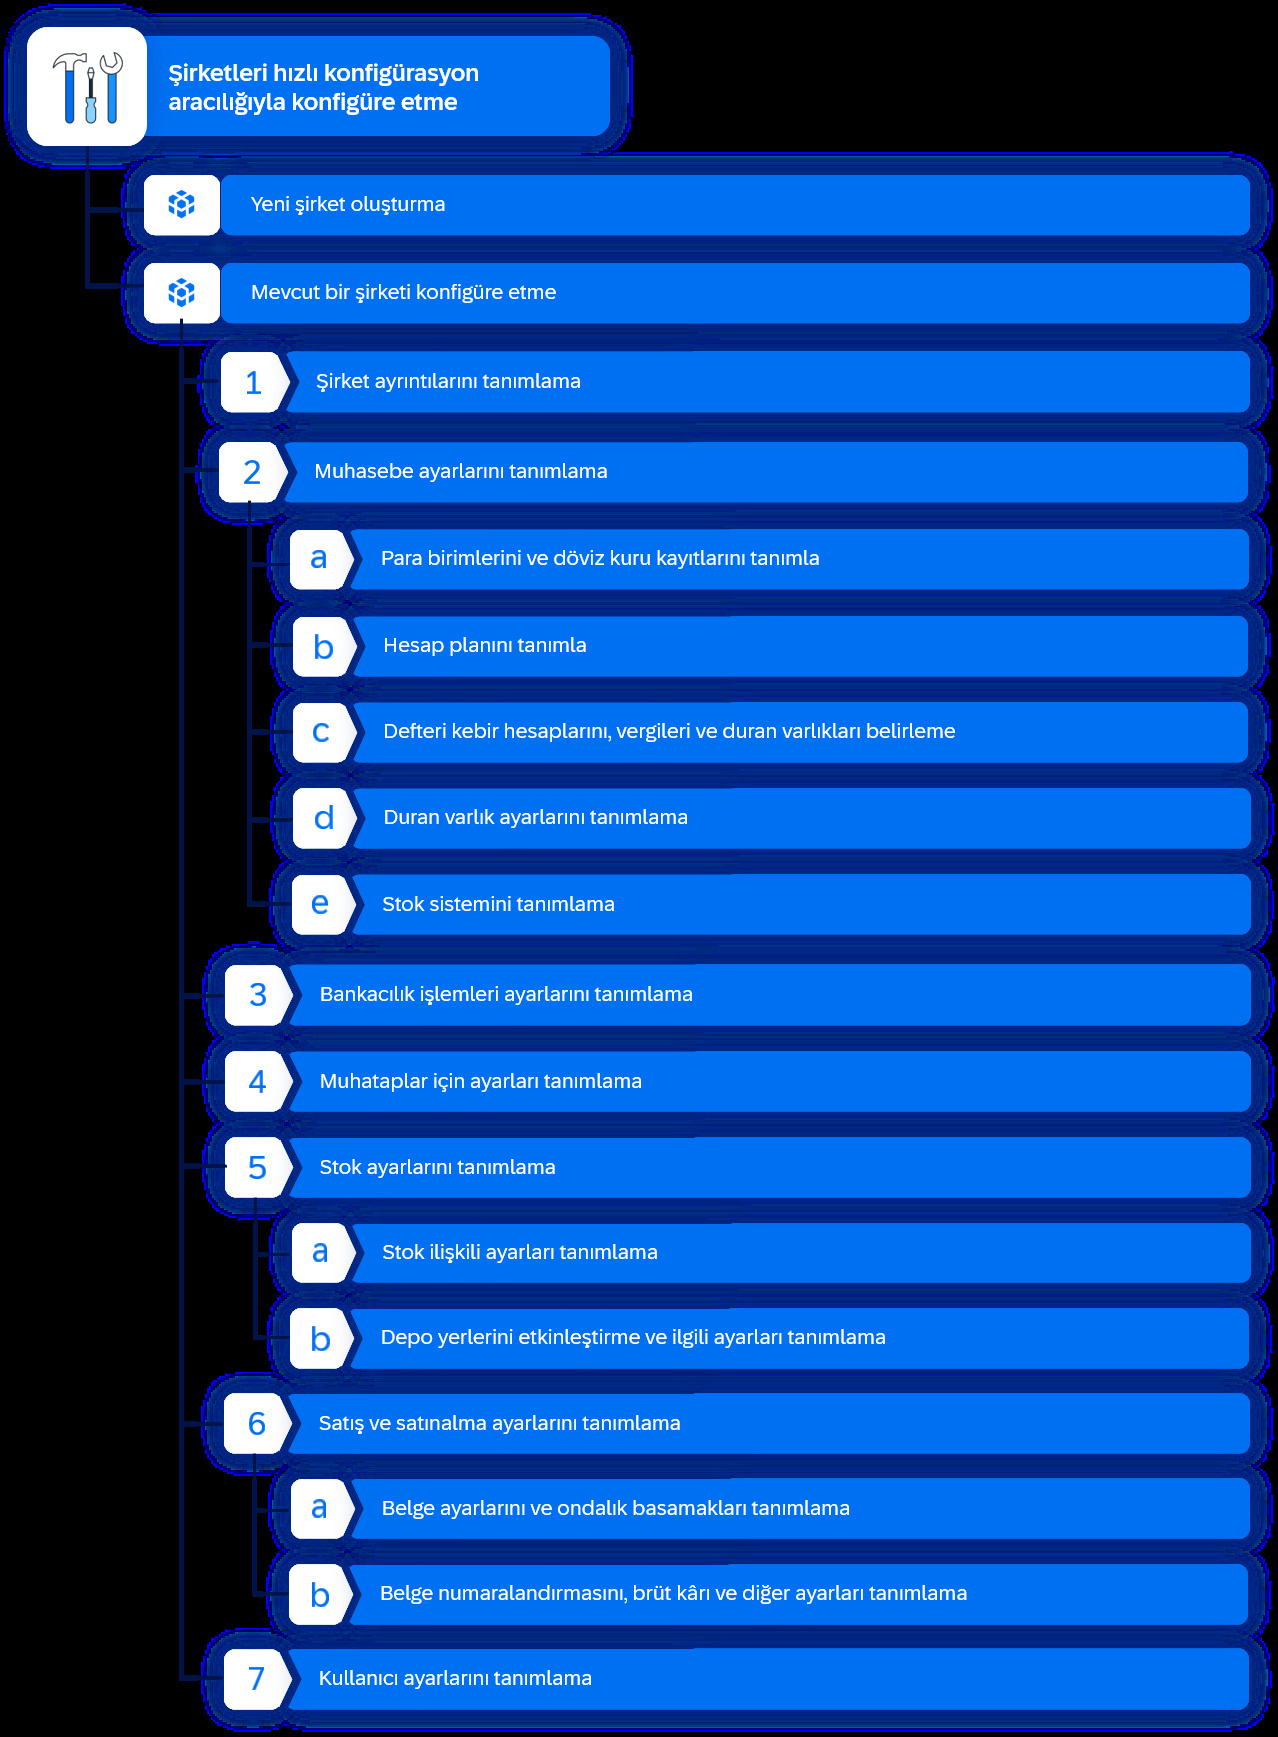 Şirketleri hızlı konfigürasyon
aracılığıyla konfigüre etme
Yeni şirket oluşturma
Mevcut bir şirketi konfigüre etme
1 Şirket ayrıntılarını tanımlama
2 Muhasebe ayarlarını tanımlama
a Para birimlerini ve döviz kuru kayıtlarını tanımla
b Hesap planını tanımla
c Defteri kebir hesaplarını, vergileri ve duran varlıkları belirleme
d Duran varlık ayarlarını tanımlama
e Stok sistemini tanımlama
3 Bankacılık işlemleri ayarlarını tanımlama
4 Muhataplar için ayarları tanımlama
5 Stok ayarlarını tanımlama
a Stok ilişkili ayarları tanımlama
b Depo yerlerini etkinleştirme ve ilgili ayarları tanımlama
6 Satış ve satınalma ayarlarını tanımlama
a Belge ayarlarını ve ondalık basamakları tanımlama
b Belge numaralandırmasını, brüt kârı ve diğer ayarları tanımlama
7 Kullanıcı ayarlarını tanımlama